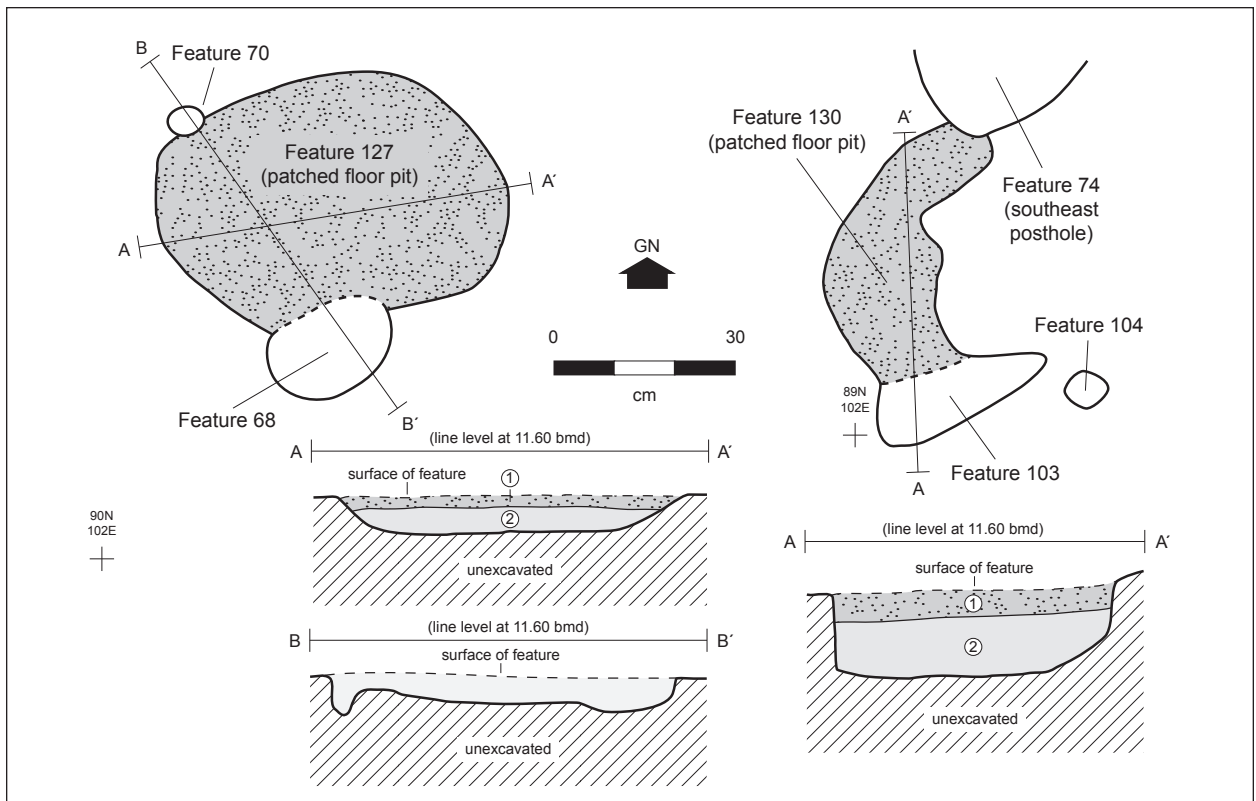 B
Feature 70
Feature 127
(patched floor pit)
A
A′
Feature 68
B′
GN
0
30
cm
Feature 130
(patched floor pit)
A′
Feature 74
(southeast
posthole)
Feature 104
89N
102E
Feature 103
A
90N
102E
A
(line level at 11.60 bmd)
A′
surface of feature
1
2
unexcavated
B
(line level at 11.60 bmd)
B′
surface of feature
unexcavated
A
(line level at 11.60 bmd)
A′
surface of feature
1
2
unexcavated